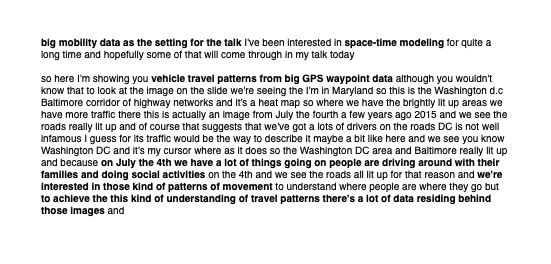 big mobility data as the setting for the talk I've been interested in space-time modeling for quite a
long time and hopefully some of that will come through in my talk today
so here I'm showing you vehicle travel patterns from big GPS waypoint data although you wouldn't
know that to look at the image on the slide we're seeing the I'm in Maryland so this is the Washington d.c
Baltimore corridor of highway networks and it's a heat map so where we have the brightly lit up areas we
have more traffic there this is actually an image from July the fourth a few years ago 2015 and we see the
roads really lit up and of course that suggests that we've got a lot of drivers on the roads DC is not well
infamous I guess for its traffic would be the way to describe it maybe a bit like here and we see you know
Washington DC and it's my cursor where as it does so the Washington DC area and Baltimore really lit up
and because on July the 4th we have a lot of things going on people are driving around with their
families and doing social activities on the 4th and we see the roads all lit up for that reason and we're
interested in those kind of patterns of movement to understand where people are where they go but
to achieve the this kind of understanding of travel patterns there's a lot of data residing behind
those images and